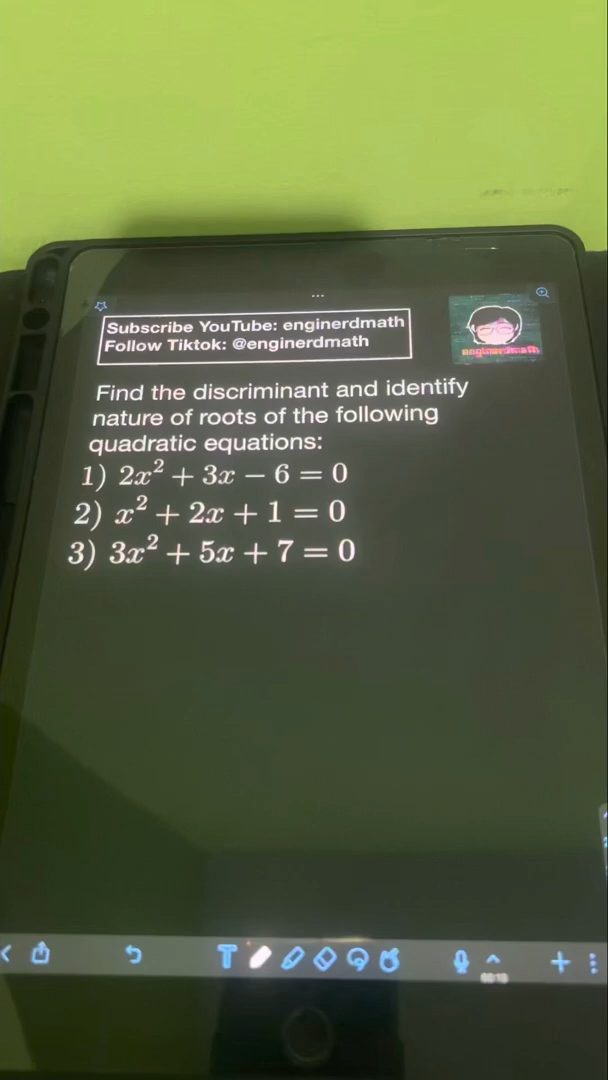 Subscribe YouTube: enginerdmath
Follow Tiktok: @enginerdmath
enginerdmath
Find the discriminant and identify
nature of roots of the following
quadratic equations:
1) 2x² + 3x − 6 = 0
2) x² + 2x + 1 = 0
3) 3x² + 5x + 7 = 0